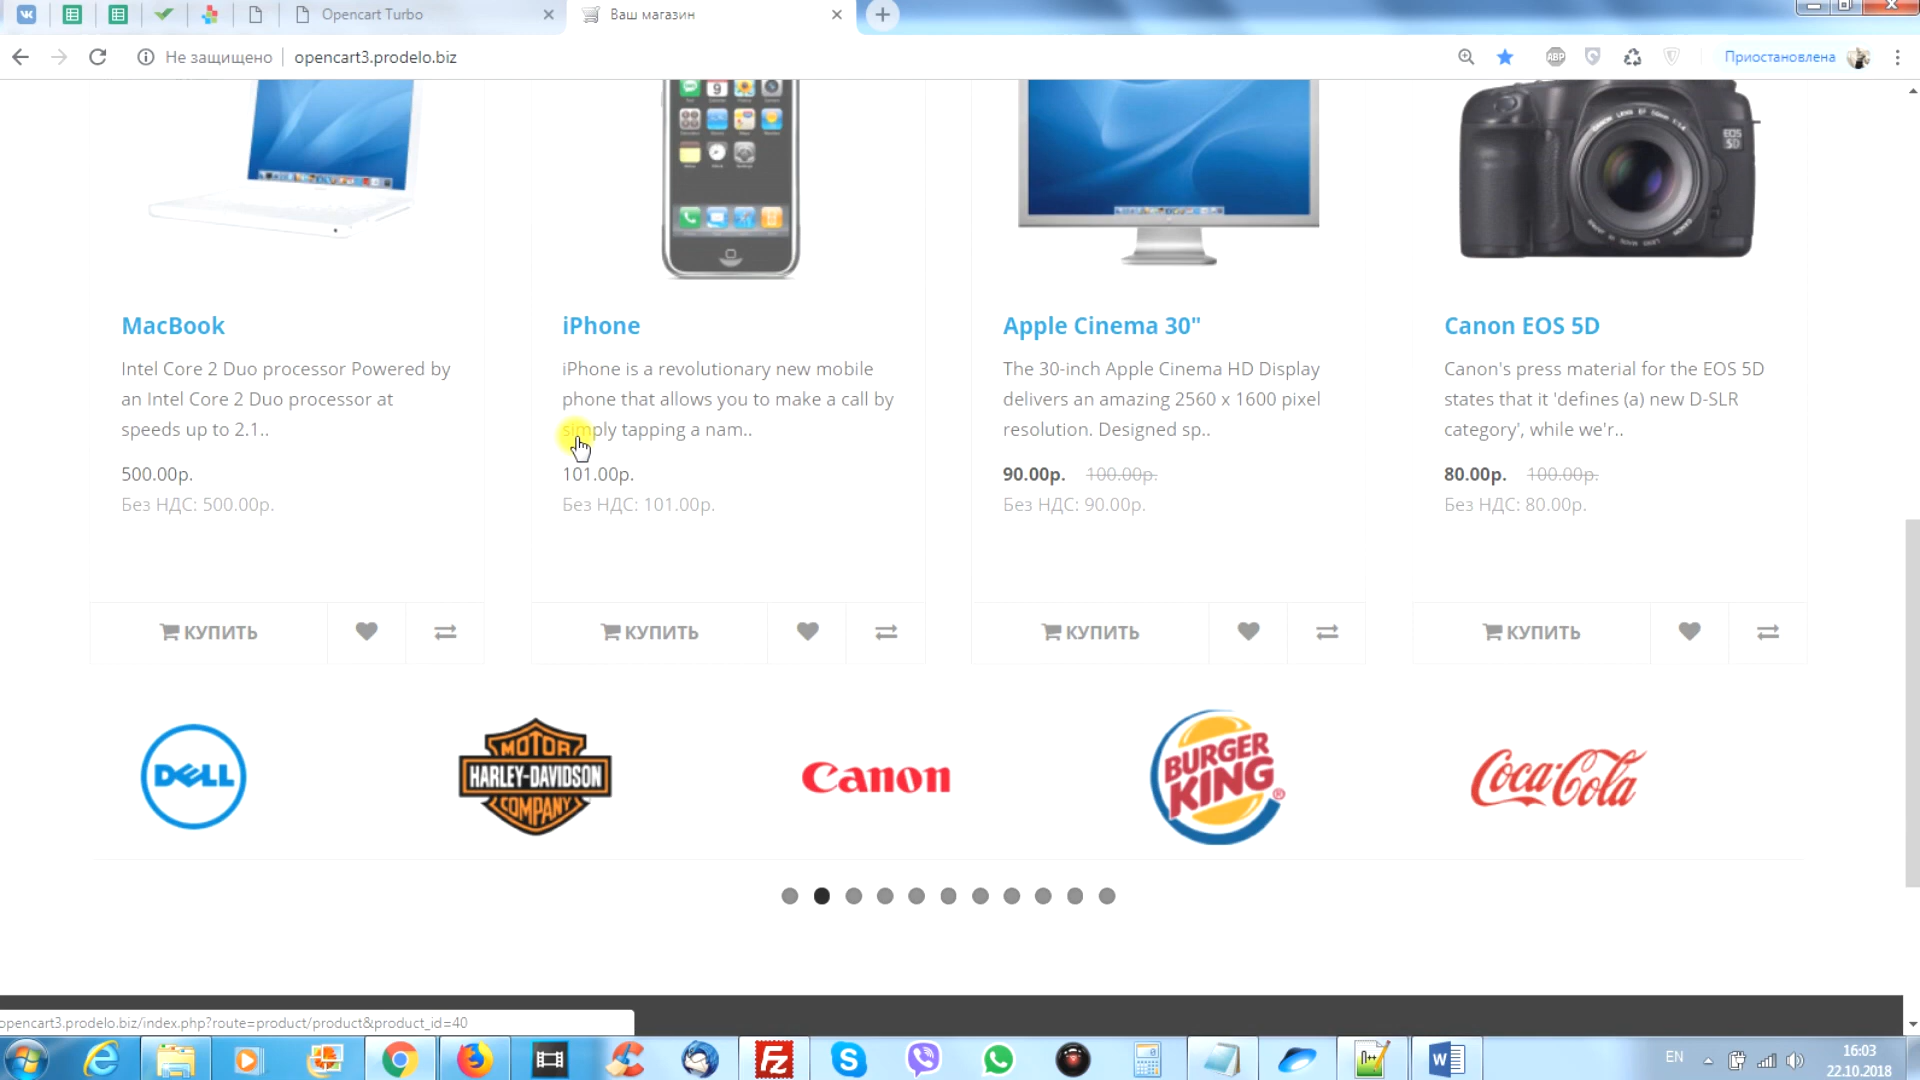 Opencart Turbo
Ваш магазин
Не защищено
opencart3.prodelo.biz
ABP
Приостановлена
EOS
5D
MacBook
Intel Core 2 Duo processor Powered by
an Intel Core 2 Duo processor at
speeds up to 2.1..
500.00р.
Без НДС: 500.00р.
КУПИТЬ
iPhone
iPhone is a revolutionary new mobile
phone that allows you to make a call by
simply tapping a nam..
101.00р.
Без НДС: 101.00р.
КУПИТЬ
Apple Cinema 30"
The 30-inch Apple Cinema HD Display
delivers an amazing 2560 x 1600 pixel
resolution. Designed sp..
90.00р. 100.00р.
Без НДС: 90.00р.
КУПИТЬ
Canon EOS 5D
Canon's press material for the EOS 5D
states that it 'defines (a) new D-SLR
category', while we'r..
80.00р. 100.00р.
Без НДС: 80.00р.
КУПИТЬ
DELL
MOTOR
HARLEY-DAVIDSON
COMPANY
Canon
BURGER
KING
Coca-Cola
opencart3.prodelo.biz/index.php?route=product/product&product_id=40
EN
16:03
22.10.2018